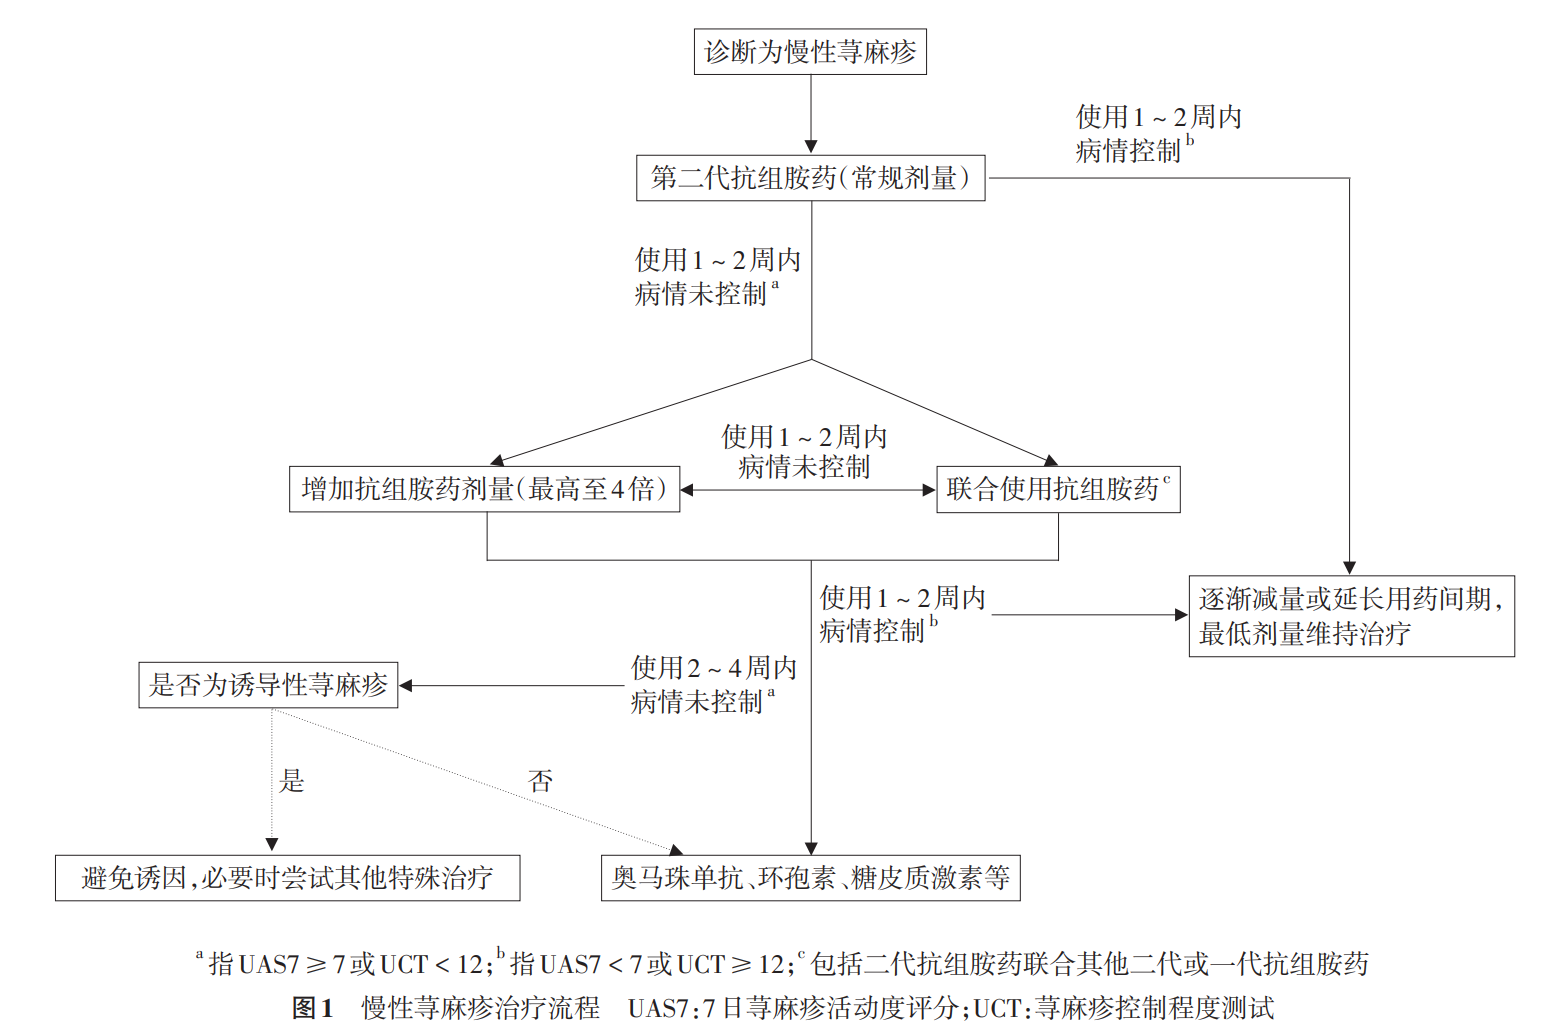 诊断为慢性荨麻疹
使用1~2周内
病情控制b
第二代抗组胺药(常规剂量)
使用1~2周内
病情未控制a
使用1~2周内
病情未控制
增加抗组胺药剂量(最高至4倍)
联合使用抗组胺药c
使用1~2周内
病情控制b
逐渐减量或延长用药间期,
最低剂量维持治疗
使用2~4周内
病情未控制a
是否为诱导性荨麻疹
是
否
避免诱因,必要时尝试其他特殊治疗
奥马珠单抗、环孢素、糖皮质激素等
a指UAS7≥7或UCT<12;b指UAS7<7或UCT≥12;c包括二代抗组胺药联合其他二代或一代抗组胺药
图1 慢性荨麻疹治疗流程 UAS7:7日荨麻疹活动度评分;UCT:荨麻疹控制程度测试